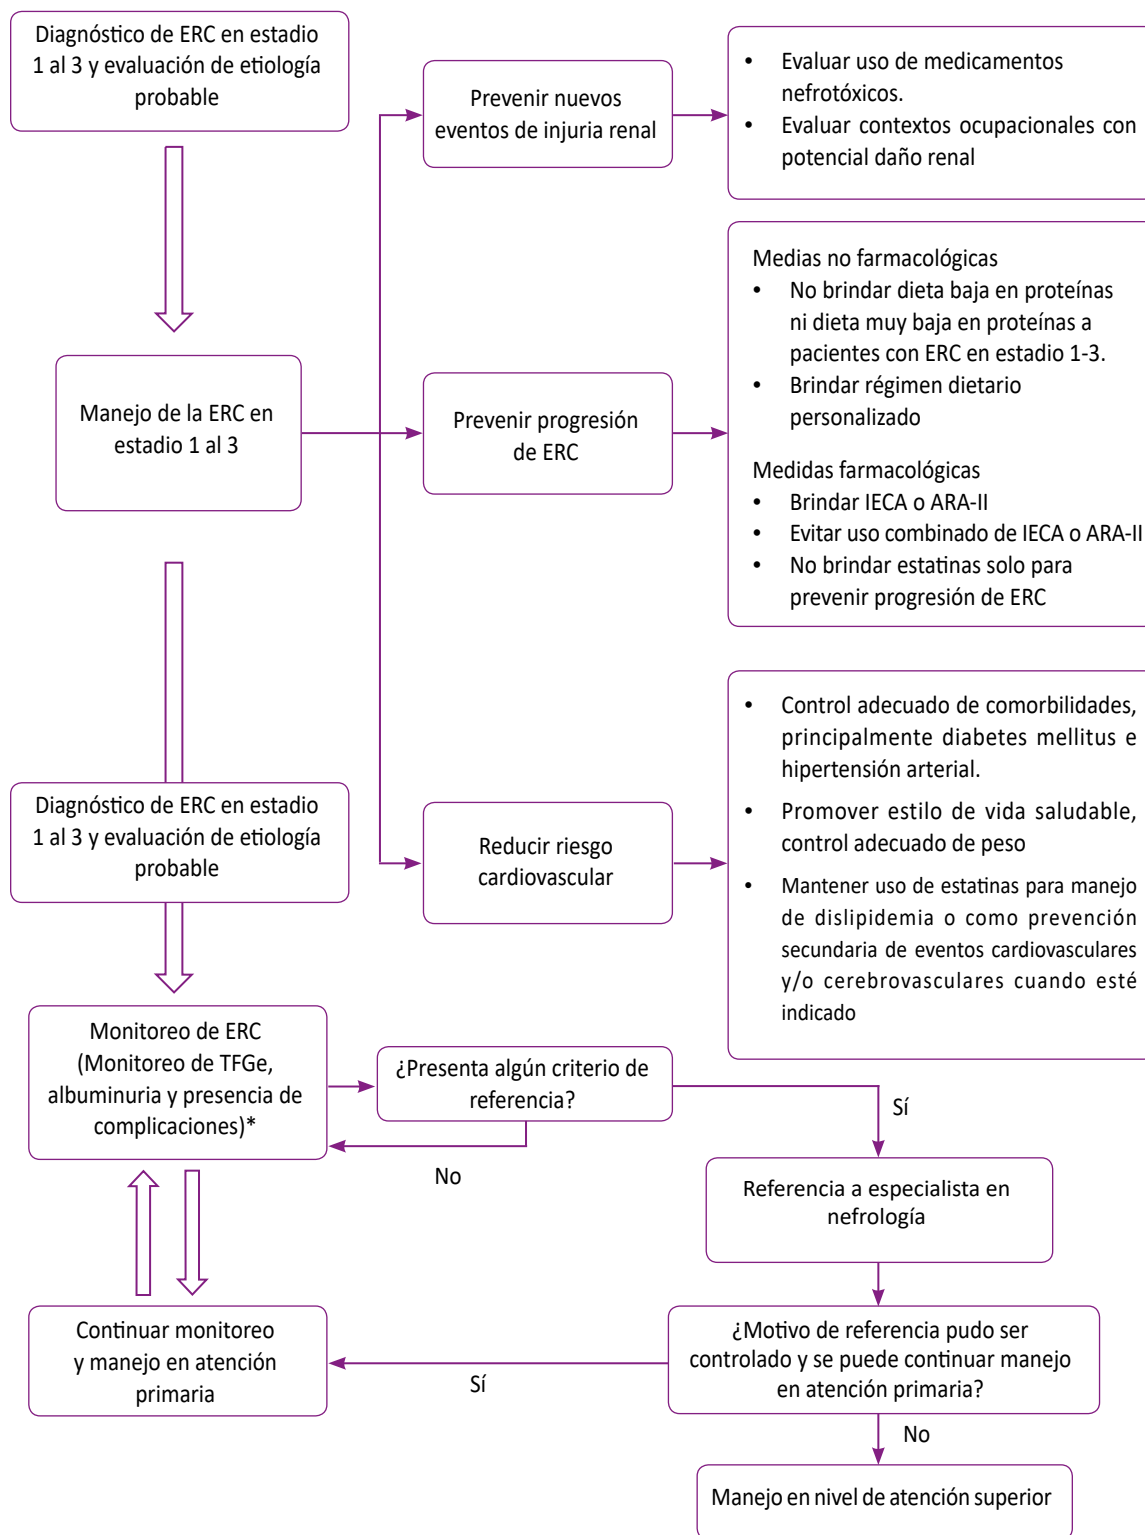 Diagnóstico de ERC en estadio
1 al 3 y evaluación de etiología
probable
Prevenir nuevos
eventos de injuria renal
• Evaluar uso de medicamentos
nefrotóxicos.
• Evaluar contextos ocupacionales con
potencial daño renal
Manejo de la ERC en
estadio 1 al 3
Prevenir progresión
de ERC
Medias no farmacológicas
• No brindar dieta baja en proteínas
ni dieta muy baja en proteínas a
pacientes con ERC en estadio 1-3.
• Brindar régimen dietario
personalizado
Medidas farmacológicas
• Brindar IECA o ARA-II
• Evitar uso combinado de IECA o ARA-II
• No brindar estatinas solo para
prevenir progresión de ERC
Diagnóstico de ERC en estadio
1 al 3 y evaluación de etiología
probable
Reducir riesgo
cardiovascular
• Control adecuado de comorbilidades,
principalmente diabetes mellitus e
hipertensión arterial.
• Promover estilo de vida saludable,
control adecuado de peso
• Mantener uso de estatinas para manejo
de dislipidemia o como prevención
secundaria de eventos cardiovasculares
y/o cerebrovasculares cuando esté
indicado
Monitoreo de ERC
(Monitoreo de TFGe,
albuminuria y presencia de
complicaciones)*
¿Presenta algún criterio de
referencia?
Sí
No
Referencia a especialista en
nefrología
Continuar monitoreo
y manejo en atención
primaria
Sí
¿Motivo de referencia pudo ser
controlado y se puede continuar manejo
en atención primaria?
No
Manejo en nivel de atención superior